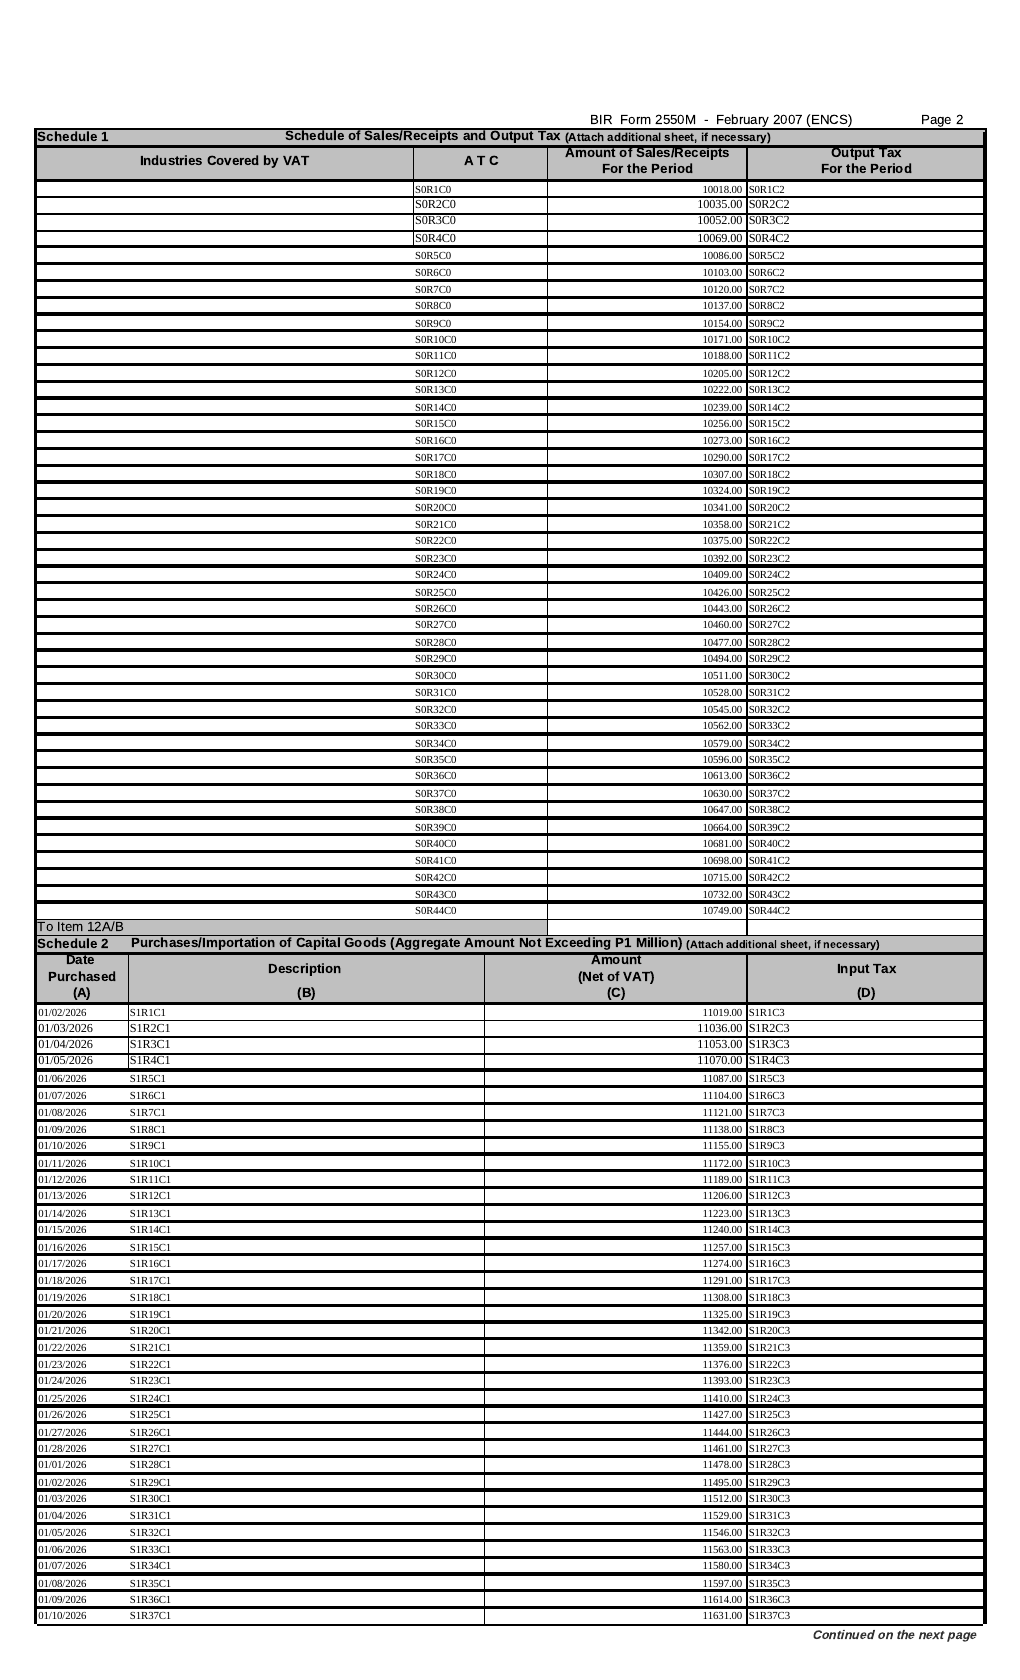 BIR Form 2550M - February 2007 (ENCS) Page 2
Schedule 1 Schedule of Sales/Receipts and Output Tax (Attach additional sheet, if necessary)
Industries Covered by VAT A T C Amount of Sales/Receipts For the Period Output Tax For the Period
S0R1C0 10018.00 S0R1C2
S0R2C0 10035.00 S0R2C2
S0R3C0 10052.00 S0R3C2
S0R4C0 10069.00 S0R4C2
S0R5C0 10086.00 S0R5C2
S0R6C0 10103.00 S0R6C2
S0R7C0 10120.00 S0R7C2
S0R8C0 10137.00 S0R8C2
S0R9C0 10154.00 S0R9C2
S0R10C0 10171.00 S0R10C2
S0R11C0 10188.00 S0R11C2
S0R12C0 10205.00 S0R12C2
S0R13C0 10222.00 S0R13C2
S0R14C0 10239.00 S0R14C2
S0R15C0 10256.00 S0R15C2
S0R16C0 10273.00 S0R16C2
S0R17C0 10290.00 S0R17C2
S0R18C0 10307.00 S0R18C2
S0R19C0 10324.00 S0R19C2
S0R20C0 10341.00 S0R20C2
S0R21C0 10358.00 S0R21C2
S0R22C0 10375.00 S0R22C2
S0R23C0 10392.00 S0R23C2
S0R24C0 10409.00 S0R24C2
S0R25C0 10426.00 S0R25C2
S0R26C0 10443.00 S0R26C2
S0R27C0 10460.00 S0R27C2
S0R28C0 10477.00 S0R28C2
S0R29C0 10494.00 S0R29C2
S0R30C0 10511.00 S0R30C2
S0R31C0 10528.00 S0R31C2
S0R32C0 10545.00 S0R32C2
S0R33C0 10562.00 S0R33C2
S0R34C0 10579.00 S0R34C2
S0R35C0 10596.00 S0R35C2
S0R36C0 10613.00 S0R36C2
S0R37C0 10630.00 S0R37C2
S0R38C0 10647.00 S0R38C2
S0R39C0 10664.00 S0R39C2
S0R40C0 10681.00 S0R40C2
S0R41C0 10698.00 S0R41C2
S0R42C0 10715.00 S0R42C2
S0R43C0 10732.00 S0R43C2
S0R44C0 10749.00 S0R44C2
To Item 12A/B
Schedule 2 Purchases/Importation of Capital Goods (Aggregate Amount Not Exceeding P1 Million) (Attach additional sheet, if necessary)
Date Purchased (A) Description (B) Amount (Net of VAT) (C) Input Tax (D)
01/02/2026 S1R1C1 11019.00 S1R1C3
01/03/2026 S1R2C1 11036.00 S1R2C3
01/04/2026 S1R3C1 11053.00 S1R3C3
01/05/2026 S1R4C1 11070.00 S1R4C3
01/06/2026 S1R5C1 11087.00 S1R5C3
01/07/2026 S1R6C1 11104.00 S1R6C3
01/08/2026 S1R7C1 11121.00 S1R7C3
01/09/2026 S1R8C1 11138.00 S1R8C3
01/10/2026 S1R9C1 11155.00 S1R9C3
01/11/2026 S1R10C1 11172.00 S1R10C3
01/12/2026 S1R11C1 11189.00 S1R11C3
01/13/2026 S1R12C1 11206.00 S1R12C3
01/14/2026 S1R13C1 11223.00 S1R13C3
01/15/2026 S1R14C1 11240.00 S1R14C3
01/16/2026 S1R15C1 11257.00 S1R15C3
01/17/2026 S1R16C1 11274.00 S1R16C3
01/18/2026 S1R17C1 11291.00 S1R17C3
01/19/2026 S1R18C1 11308.00 S1R18C3
01/20/2026 S1R19C1 11325.00 S1R19C3
01/21/2026 S1R20C1 11342.00 S1R20C3
01/22/2026 S1R21C1 11359.00 S1R21C3
01/23/2026 S1R22C1 11376.00 S1R22C3
01/24/2026 S1R23C1 11393.00 S1R23C3
01/25/2026 S1R24C1 11410.00 S1R24C3
01/26/2026 S1R25C1 11427.00 S1R25C3
01/27/2026 S1R26C1 11444.00 S1R26C3
01/28/2026 S1R27C1 11461.00 S1R27C3
01/01/2026 S1R28C1 11478.00 S1R28C3
01/02/2026 S1R29C1 11495.00 S1R29C3
01/03/2026 S1R30C1 11512.00 S1R30C3
01/04/2026 S1R31C1 11529.00 S1R31C3
01/05/2026 S1R32C1 11546.00 S1R32C3
01/06/2026 S1R33C1 11563.00 S1R33C3
01/07/2026 S1R34C1 11580.00 S1R34C3
01/08/2026 S1R35C1 11597.00 S1R35C3
01/09/2026 S1R36C1 11614.00 S1R36C3
01/10/2026 S1R37C1 11631.00 S1R37C3
Continued on the next page